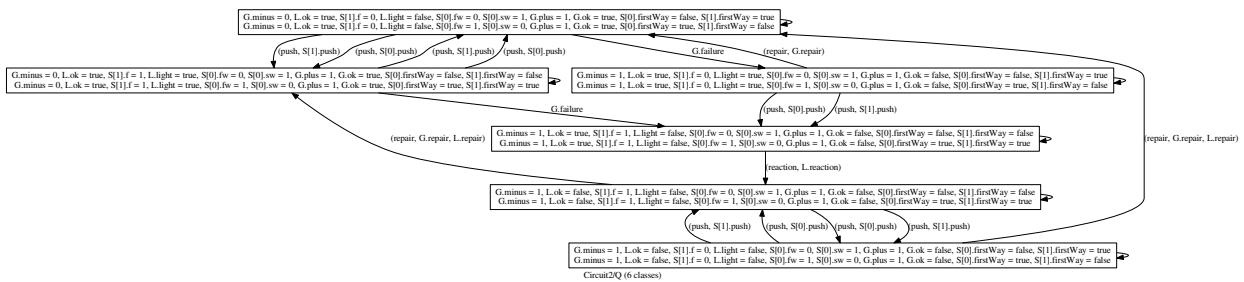 G.minus = 0, L.ok = true, S[1].f = 0, L.light = false, S[0].fw = 0, S[0].sw = 1, G.plus = 1, G.ok = true, S[0].firstWay = false, S[1].firstWay = true
G.minus = 0, L.ok = true, S[1].f = 0, L.light = false, S[0].fw = 1, S[0].sw = 0, G.plus = 1, G.ok = true, S[0].firstWay = true, S[1].firstWay = false
(push, S[1].push) (push, S[0].push) (push, S[1].push) (push, S[0].push) G.failure (repair, G.repair)
G.minus = 0, L.ok = true, S[1].f = 1, L.light = true, S[0].fw = 0, S[0].sw = 1, G.plus = 1, G.ok = true, S[0].firstWay = false, S[1].firstWay = false
G.minus = 0, L.ok = true, S[1].f = 1, L.light = true, S[0].fw = 1, S[0].sw = 0, G.plus = 1, G.ok = true, S[0].firstWay = true, S[1].firstWay = true
G.minus = 1, L.ok = true, S[1].f = 0, L.light = true, S[0].fw = 0, S[0].sw = 1, G.plus = 1, G.ok = false, S[0].firstWay = false, S[1].firstWay = true
G.minus = 1, L.ok = true, S[1].f = 0, L.light = true, S[0].fw = 1, S[0].sw = 0, G.plus = 1, G.ok = false, S[0].firstWay = true, S[1].firstWay = false
G.failure (push, S[0].push) (push, S[1].push)
G.minus = 1, L.ok = true, S[1].f = 1, L.light = false, S[0].fw = 0, S[0].sw = 1, G.plus = 1, G.ok = false, S[0].firstWay = false, S[1].firstWay = false
G.minus = 1, L.ok = true, S[1].f = 1, L.light = false, S[0].fw = 1, S[0].sw = 0, G.plus = 1, G.ok = false, S[0].firstWay = true, S[1].firstWay = true
(repair, G.repair, L.repair) (repair, G.repair, L.repair)
(reaction, L.reaction)
G.minus = 1, L.ok = false, S[1].f = 1, L.light = false, S[0].fw = 0, S[0].sw = 1, G.plus = 1, G.ok = false, S[0].firstWay = false, S[1].firstWay = false
G.minus = 1, L.ok = false, S[1].f = 1, L.light = false, S[0].fw = 1, S[0].sw = 0, G.plus = 1, G.ok = false, S[0].firstWay = true, S[1].firstWay = true
(push, S[1].push) (push, S[0].push) (push, S[0].push) (push, S[1].push)
G.minus = 1, L.ok = false, S[1].f = 0, L.light = false, S[0].fw = 0, S[0].sw = 1, G.plus = 1, G.ok = false, S[0].firstWay = false, S[1].firstWay = true
G.minus = 1, L.ok = false, S[1].f = 0, L.light = false, S[0].fw = 1, S[0].sw = 0, G.plus = 1, G.ok = false, S[0].firstWay = true, S[1].firstWay = false
Circuit2/Q (6 classes)